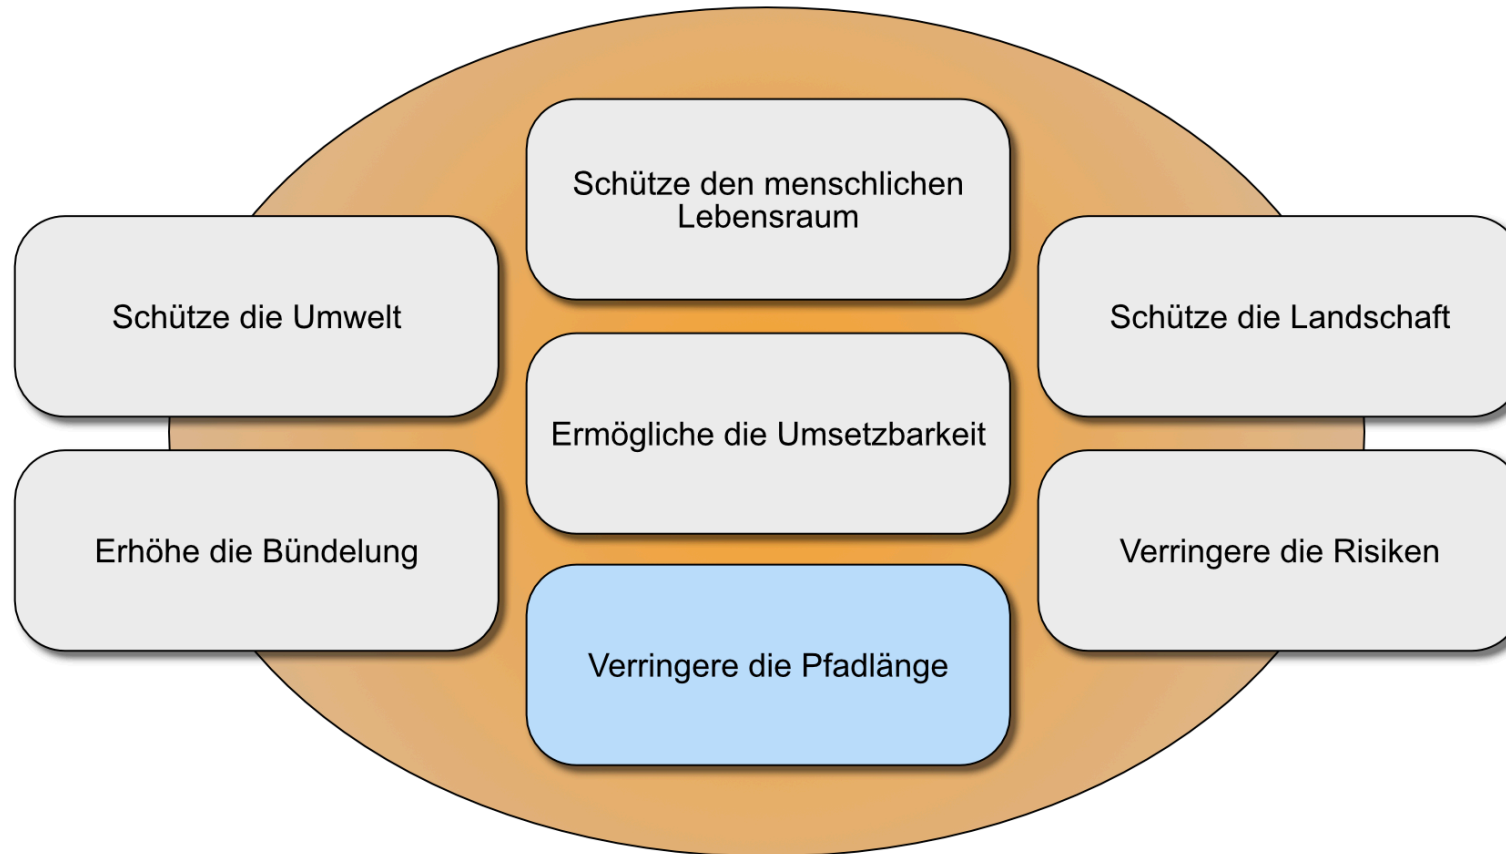 Schütze den menschlichen
Lebensraum
Schütze die Umwelt
Schütze die Landschaft
Ermögliche die Umsetzbarkeit
Erhöhe die Bündelung
Verringere die Risiken
Verringere die Pfadlänge